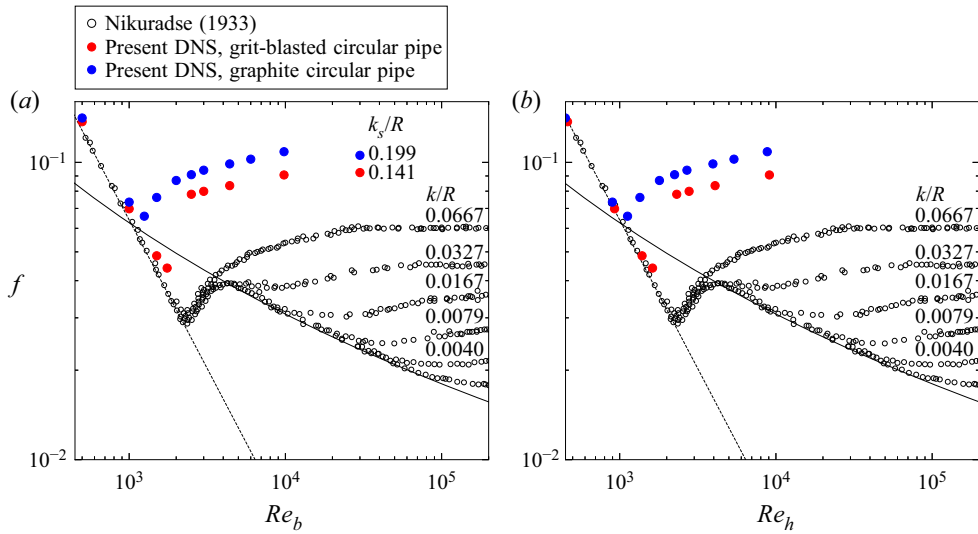 Nikuradse (1933)
Present DNS, grit-blasted circular pipe
Present DNS, graphite circular pipe
(a)
k_s/R
0.199
0.141
k/R
0.0667
0.0327
0.0167
0.0079
0.0040
10^{-1}
10^{-2}
f
10^3
10^4
10^5
Re_b
(b)
k/R
0.0667
0.0327
0.0167
0.0079
0.0040
10^{-1}
10^{-2}
10^3
10^4
10^5
Re_h